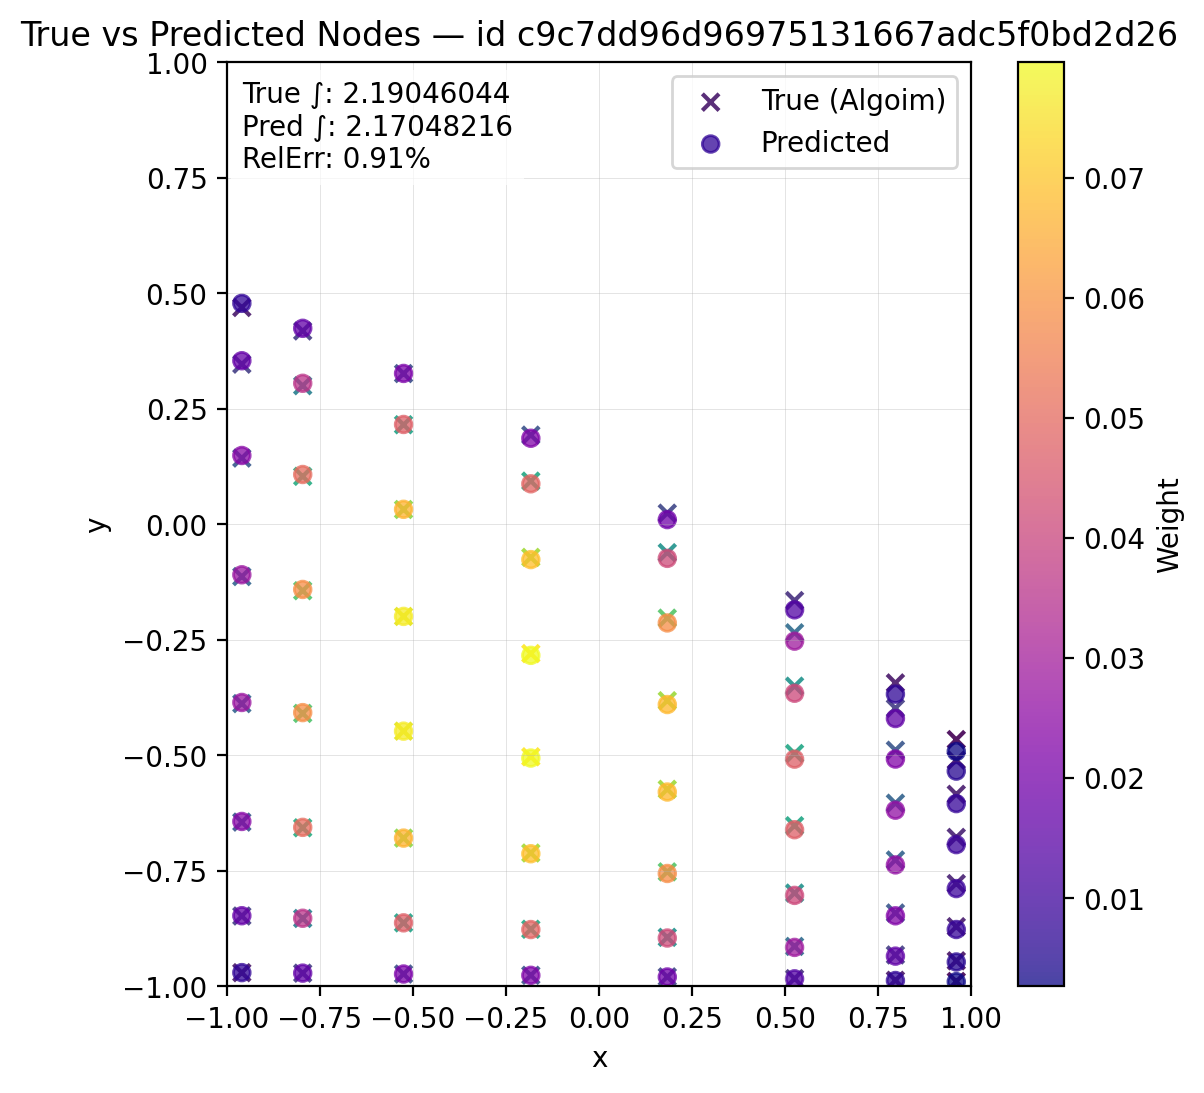 True vs Predicted Nodes — id c9c7dd96d96975131667adc5f0bd2d26
True ∫: 2.19046044
Pred ∫: 2.17048216
RelErr: 0.91%
True (Algoim)
Predicted
1.00
0.75
0.50
0.25
0.00
−0.25
−0.50
−0.75
−1.00
y
−1.00 −0.75 −0.50 −0.25 0.00 0.25 0.50 0.75 1.00
x
0.07
0.06
0.05
0.04
0.03
0.02
0.01
Weight